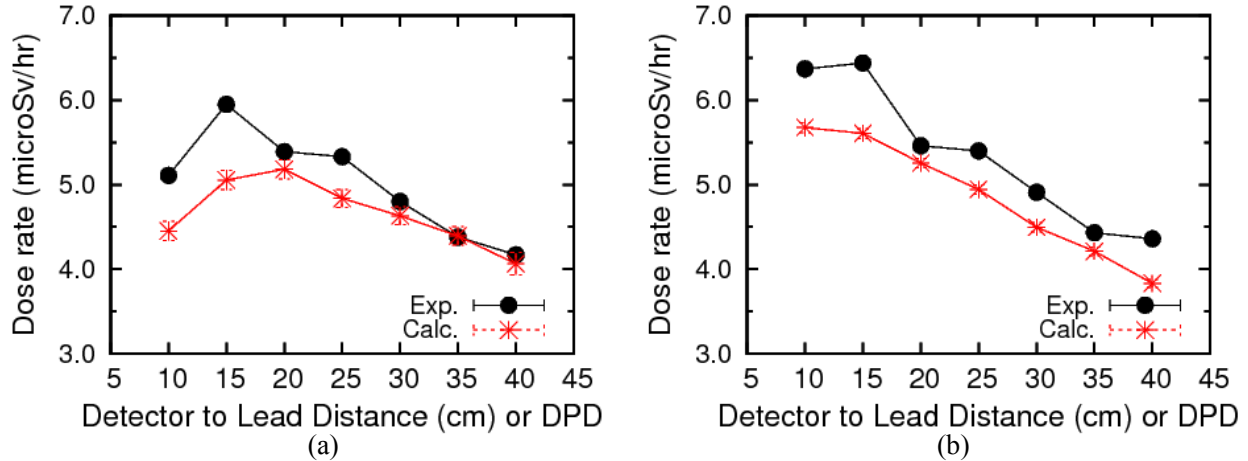 7.0
6.0
5.0
4.0
3.0
Dose rate (microSv/hr)
Exp.
Calc.
5 10 15 20 25 30 35 40 45
Detector to Lead Distance (cm) or DPD
(a)
7.0
6.0
5.0
4.0
3.0
Dose rate (microSv/hr)
Exp.
Calc.
5 10 15 20 25 30 35 40 45
Detector to Lead Distance (cm) or DPD
(b)